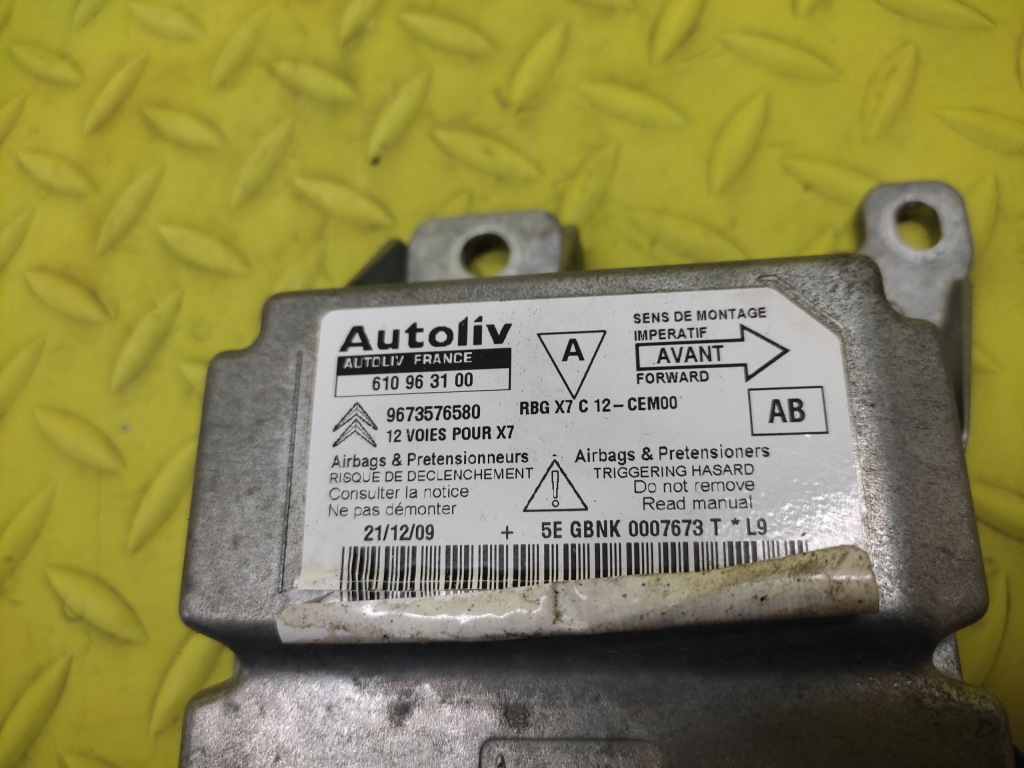 Autoliv
AUTOLIV FRANCE
610 96 31 00
A
SENS DE MONTAGE
IMPERATIF
AVANT
FORWARD
9673576580
12 VOIES POUR X7
RBG X7 C 12-CEM00
AB
Airbags & Pretensionneurs
RISQUE DE DECLENCHEMENT
Consulter la notice
Ne pas démonter
Airbags & Pretensioners
TRIGGERING HASARD
Do not remove
Read manual
21/12/09 + 5E GBNK 0007673 T * L9